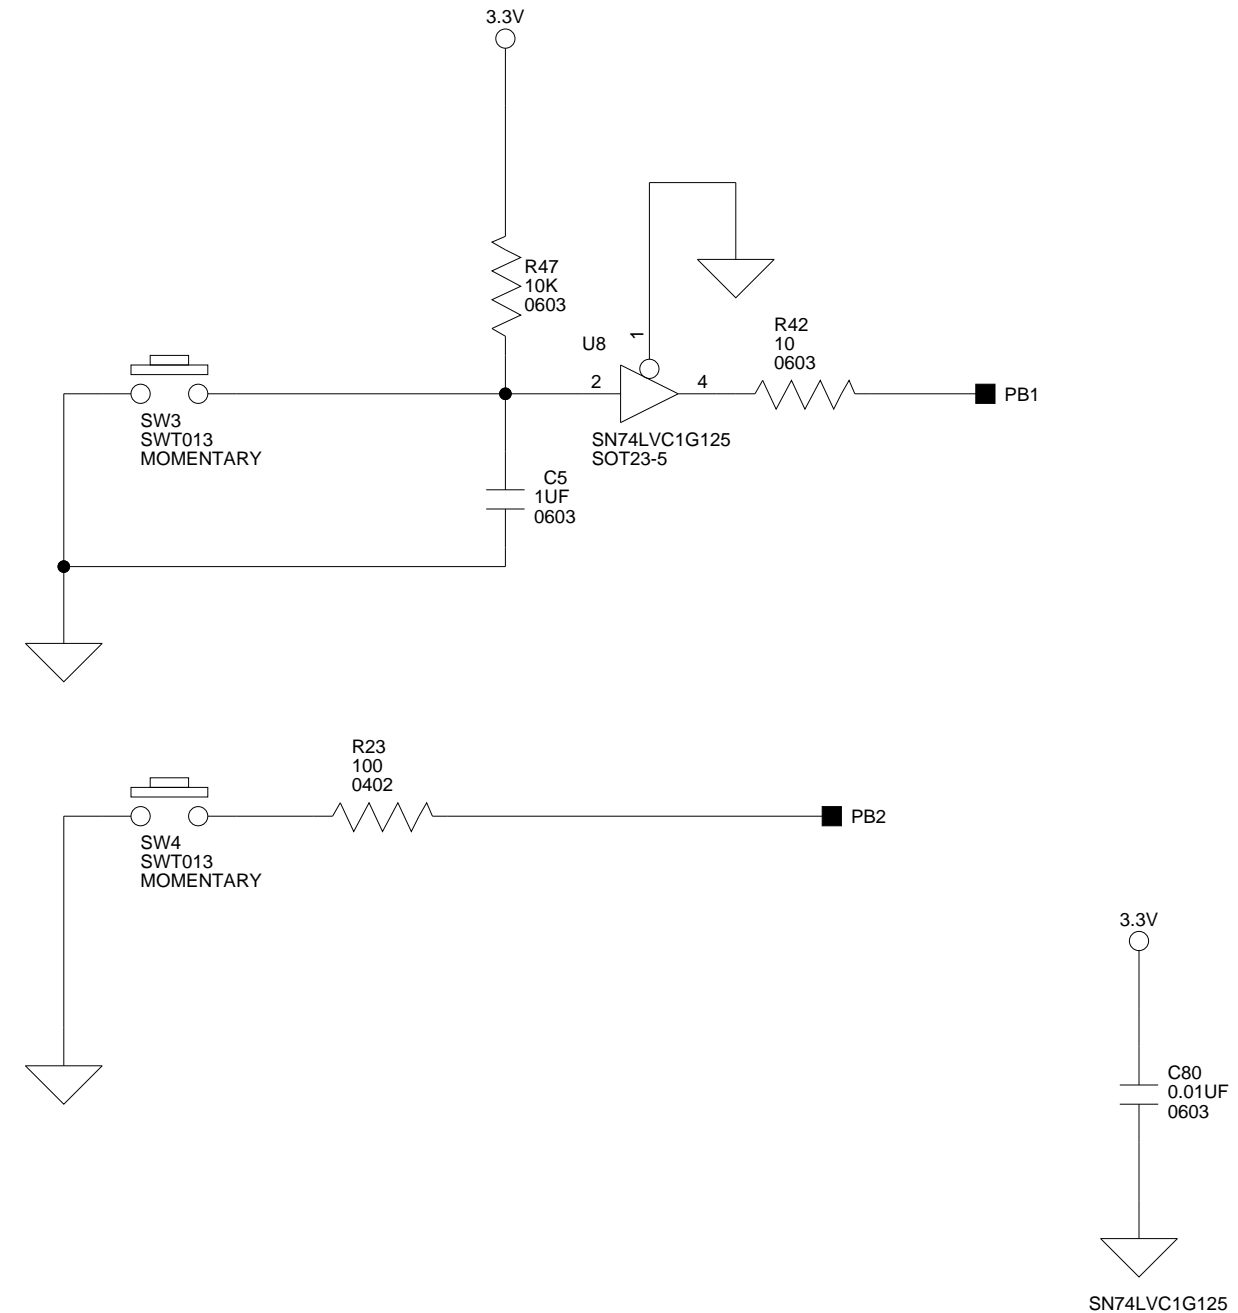 3.3V
R47
10K
0603
U8
1
R42
10
0603
2
4
PB1
SW3
SWT013
MOMENTARY
SN74LVC1G125
SOT23-5
C5
1UF
0603
R23
100
0402
PB2
SW4
SWT013
MOMENTARY
3.3V
C80
0.01UF
0603
SN74LVC1G125